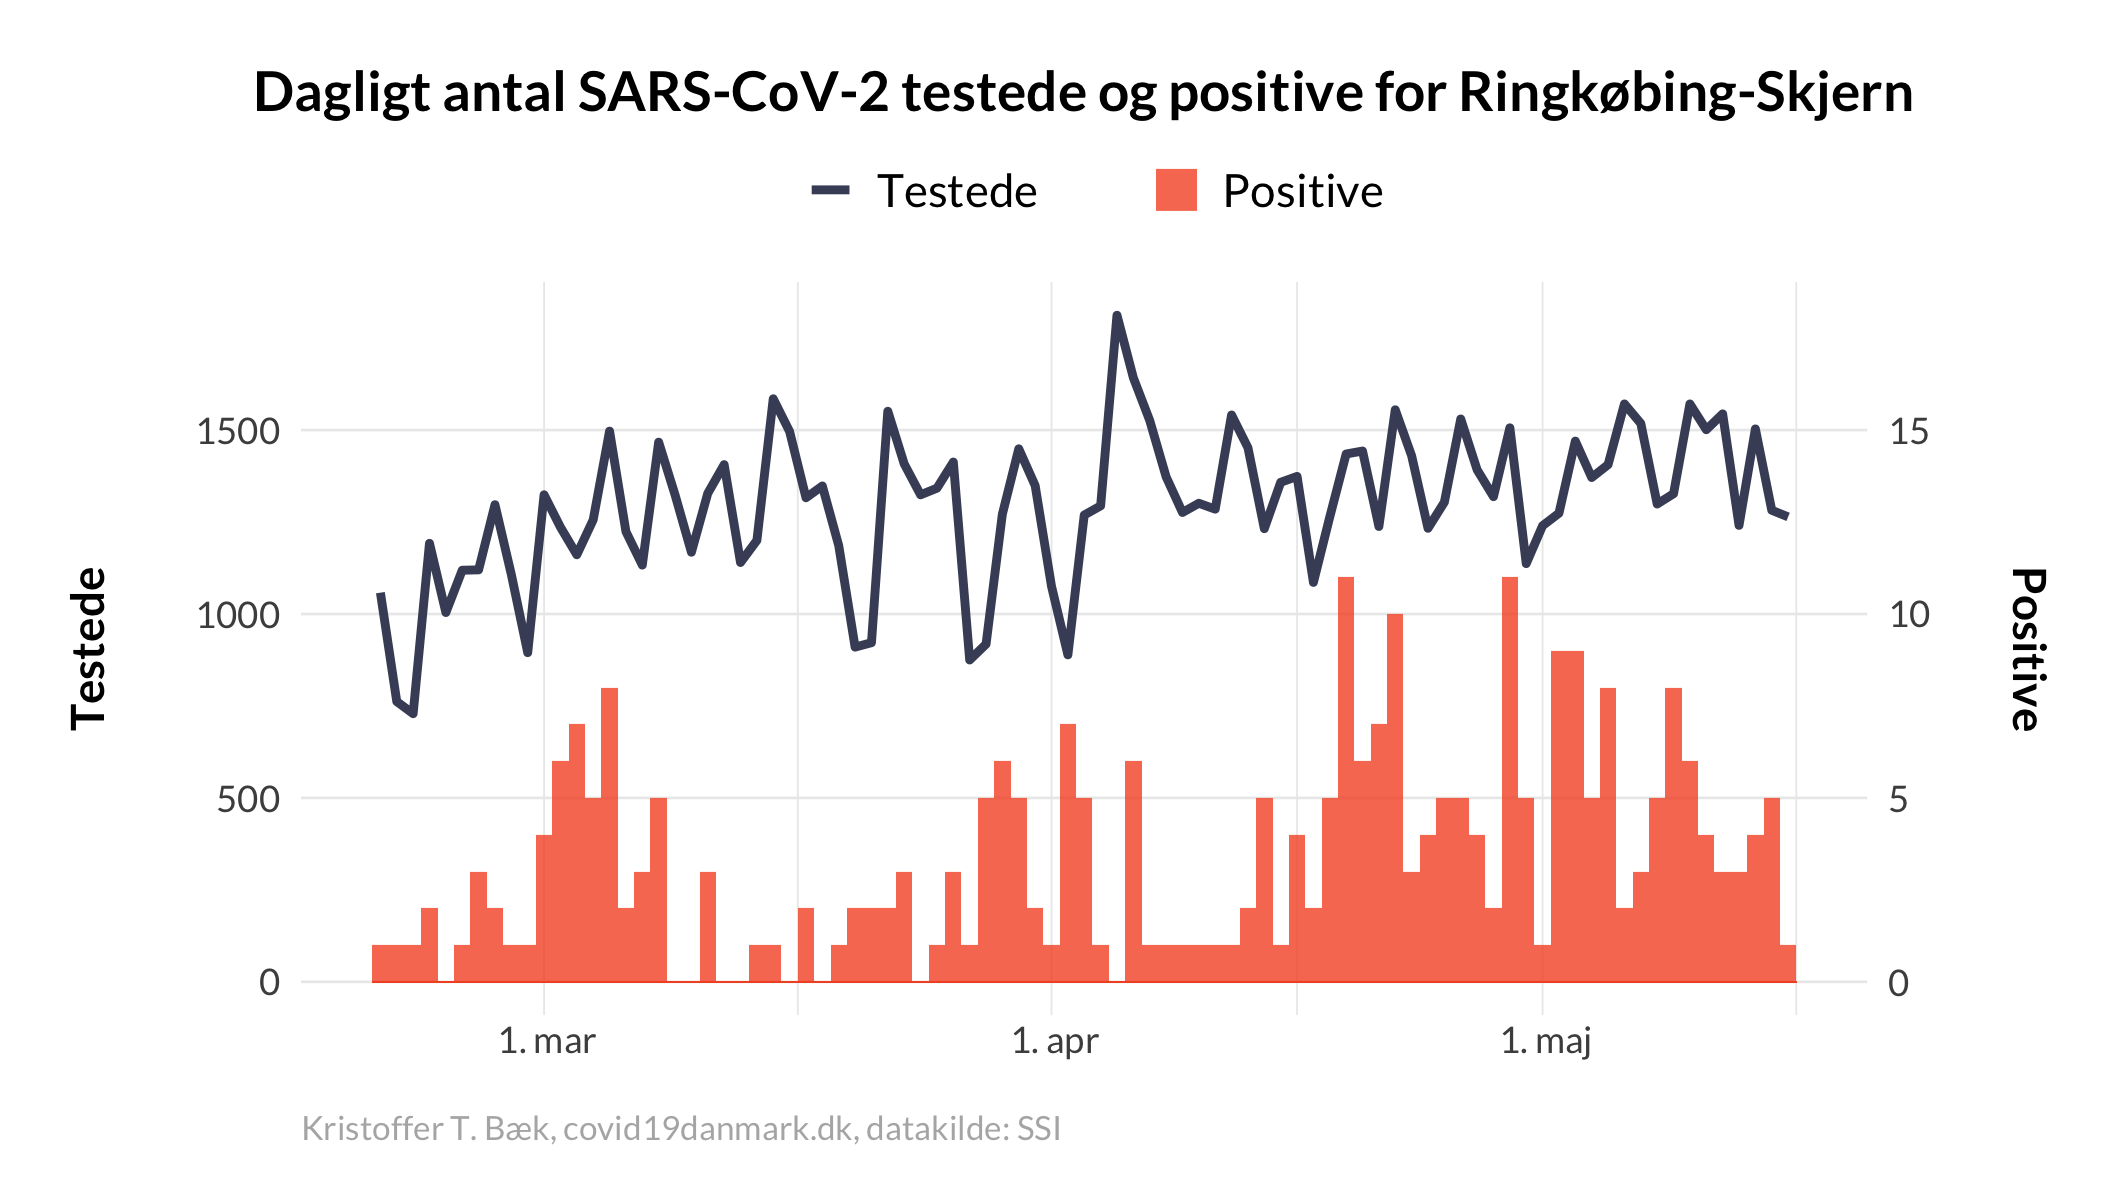 Dagligt antal SARS-CoV-2 testede og positive for Ringkøbing-Skjern
Testede
Positive
Testede
1500
1000
500
0
15
10
5
0
Positive
1. mar
1. apr
1. maj
Kristoffer T. Bæk, covid19danmark.dk, datakilde: SSI